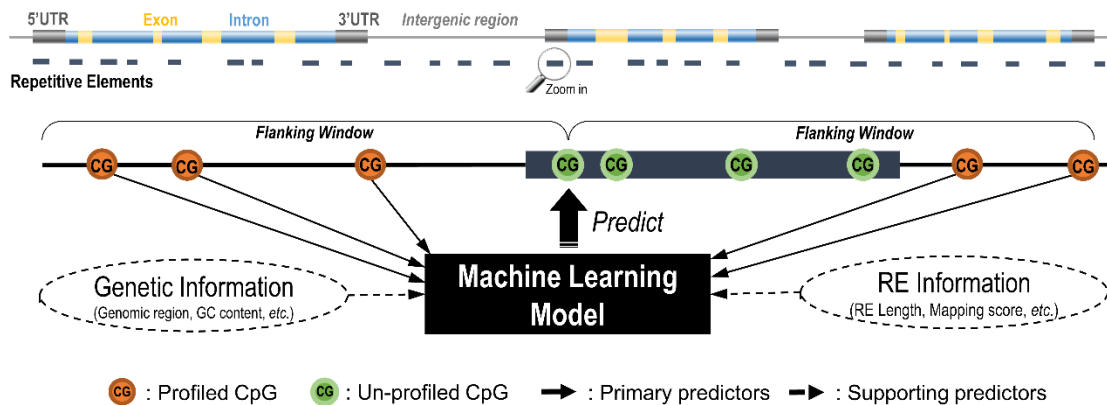 5'UTR Exon Intron 3'UTR Intergenic region
Repetitive Elements
Zoom in
Flanking Window Flanking Window
CG CG CG CG CG CG CG CG CG
Predict
Machine Learning
Model
Genetic Information
(Genomic region, GC content, etc.)
RE Information
(RE Length, Mapping score, etc.)
CG : Profiled CpG CG : Un-profiled CpG : Primary predictors : Supporting predictors